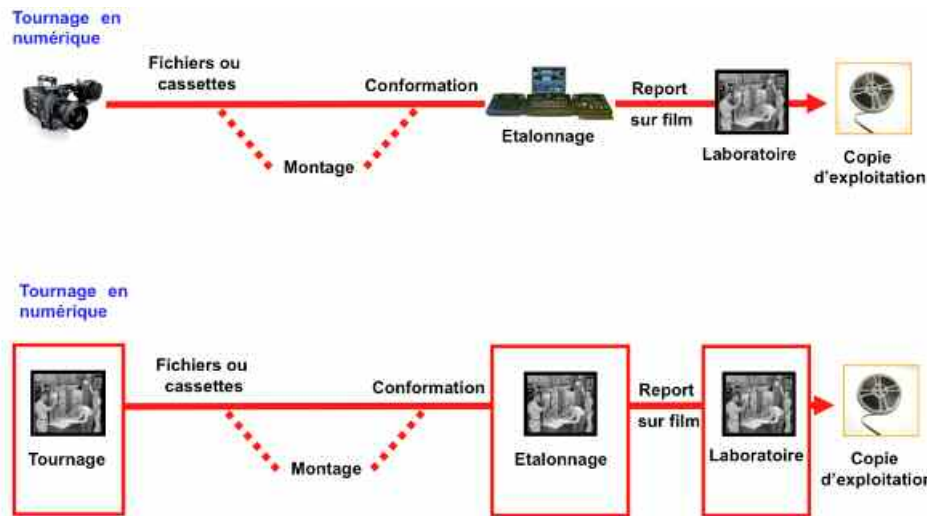 Tournage en
numérique
Fichiers ou
cassettes
Conformation
Report
sur film
Etalonnage
Laboratoire
Montage
Copie
d'exploitation
Tournage en
numérique
Fichiers ou
cassettes
Conformation
Report
sur film
Tournage
Etalonnage
Laboratoire
Montage
Copie
d'exploitation